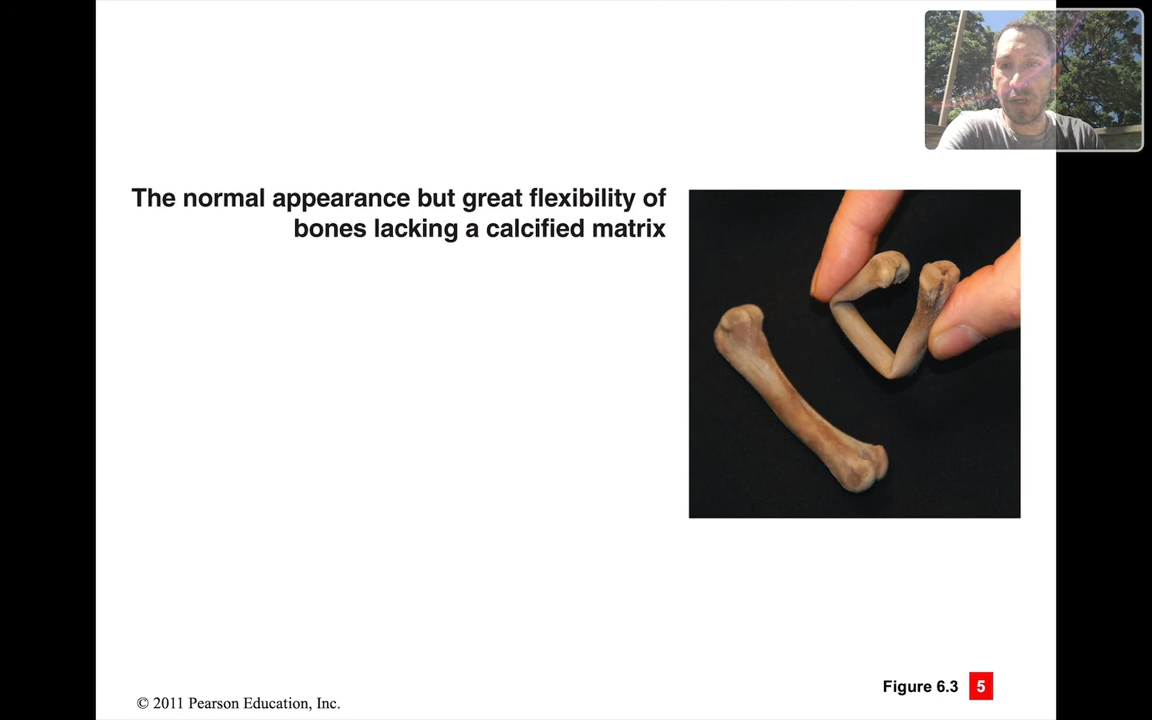 The normal appearance but great flexibility of
bones lacking a calcified matrix
Figure 6.3 5
© 2011 Pearson Education, Inc.